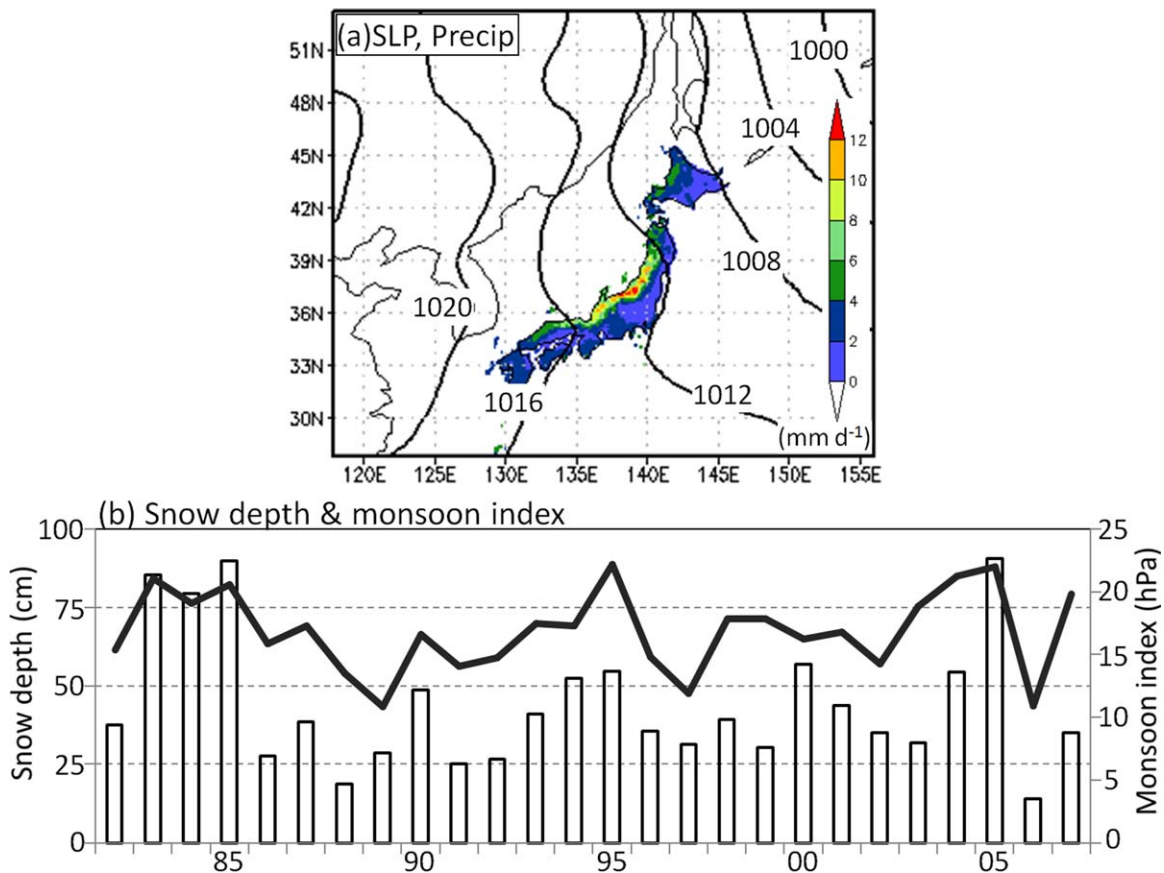 (a)SLP, Precip
51N
48N
45N
42N
39N
36N
33N
30N
120E 125E 130E 135E 140E 145E 150E 155E
1000
1004
1008
1012
1016
1020
12
10
8
6
4
2
0
(mm d-1)
(b) Snow depth & monsoon index
Snow depth (cm)
100
75
50
25
0
25
20
15
10
5
0
Monsoon index (hPa)
85 90 95 00 05